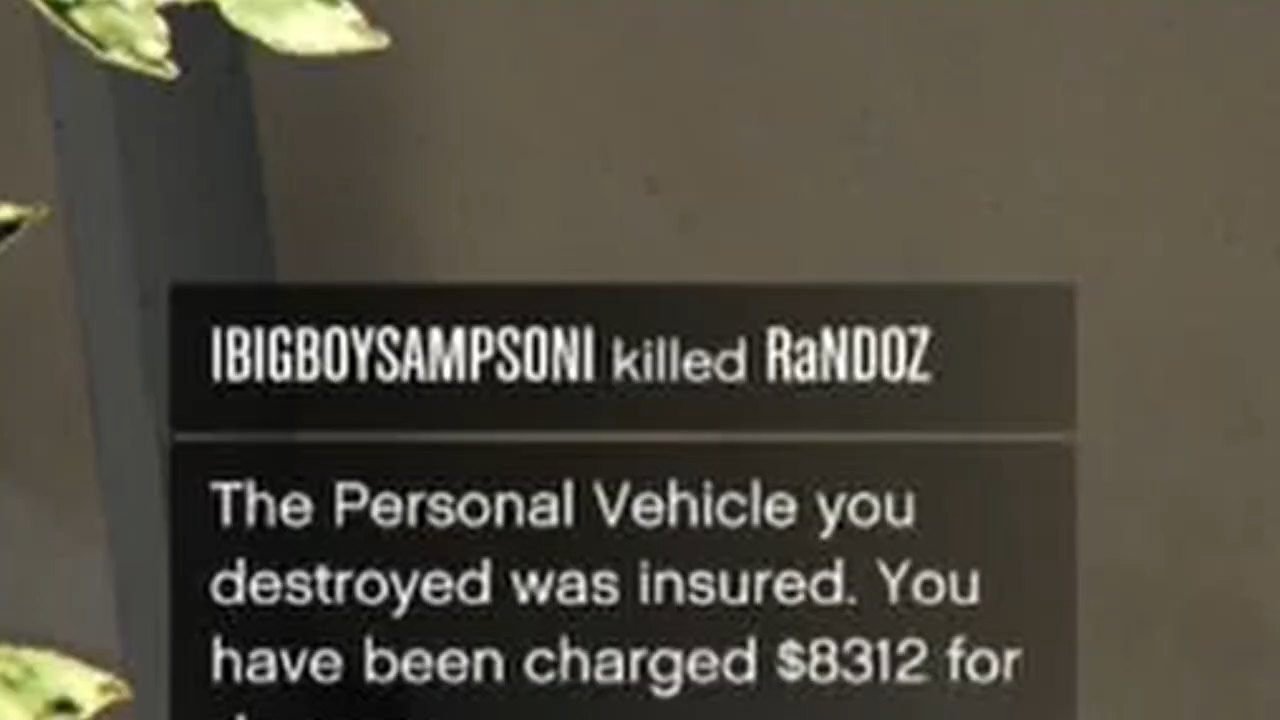 IBIGBOYSAMPSONI killed RaNDOZ
The Personal Vehicle you
destroyed was insured. You
have been charged $8312 for